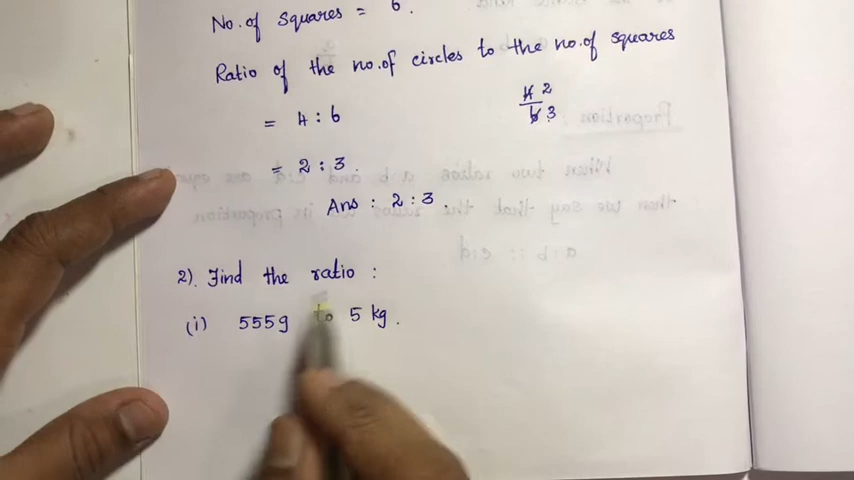 No. of Squares = 6.
Ratio of the no.of circles to the no.of squares
= 4 : 6
4 2
6 3
= 2 : 3.
Ans : 2 : 3.
2). Find the ratio :
(i) 555g to 5 kg.